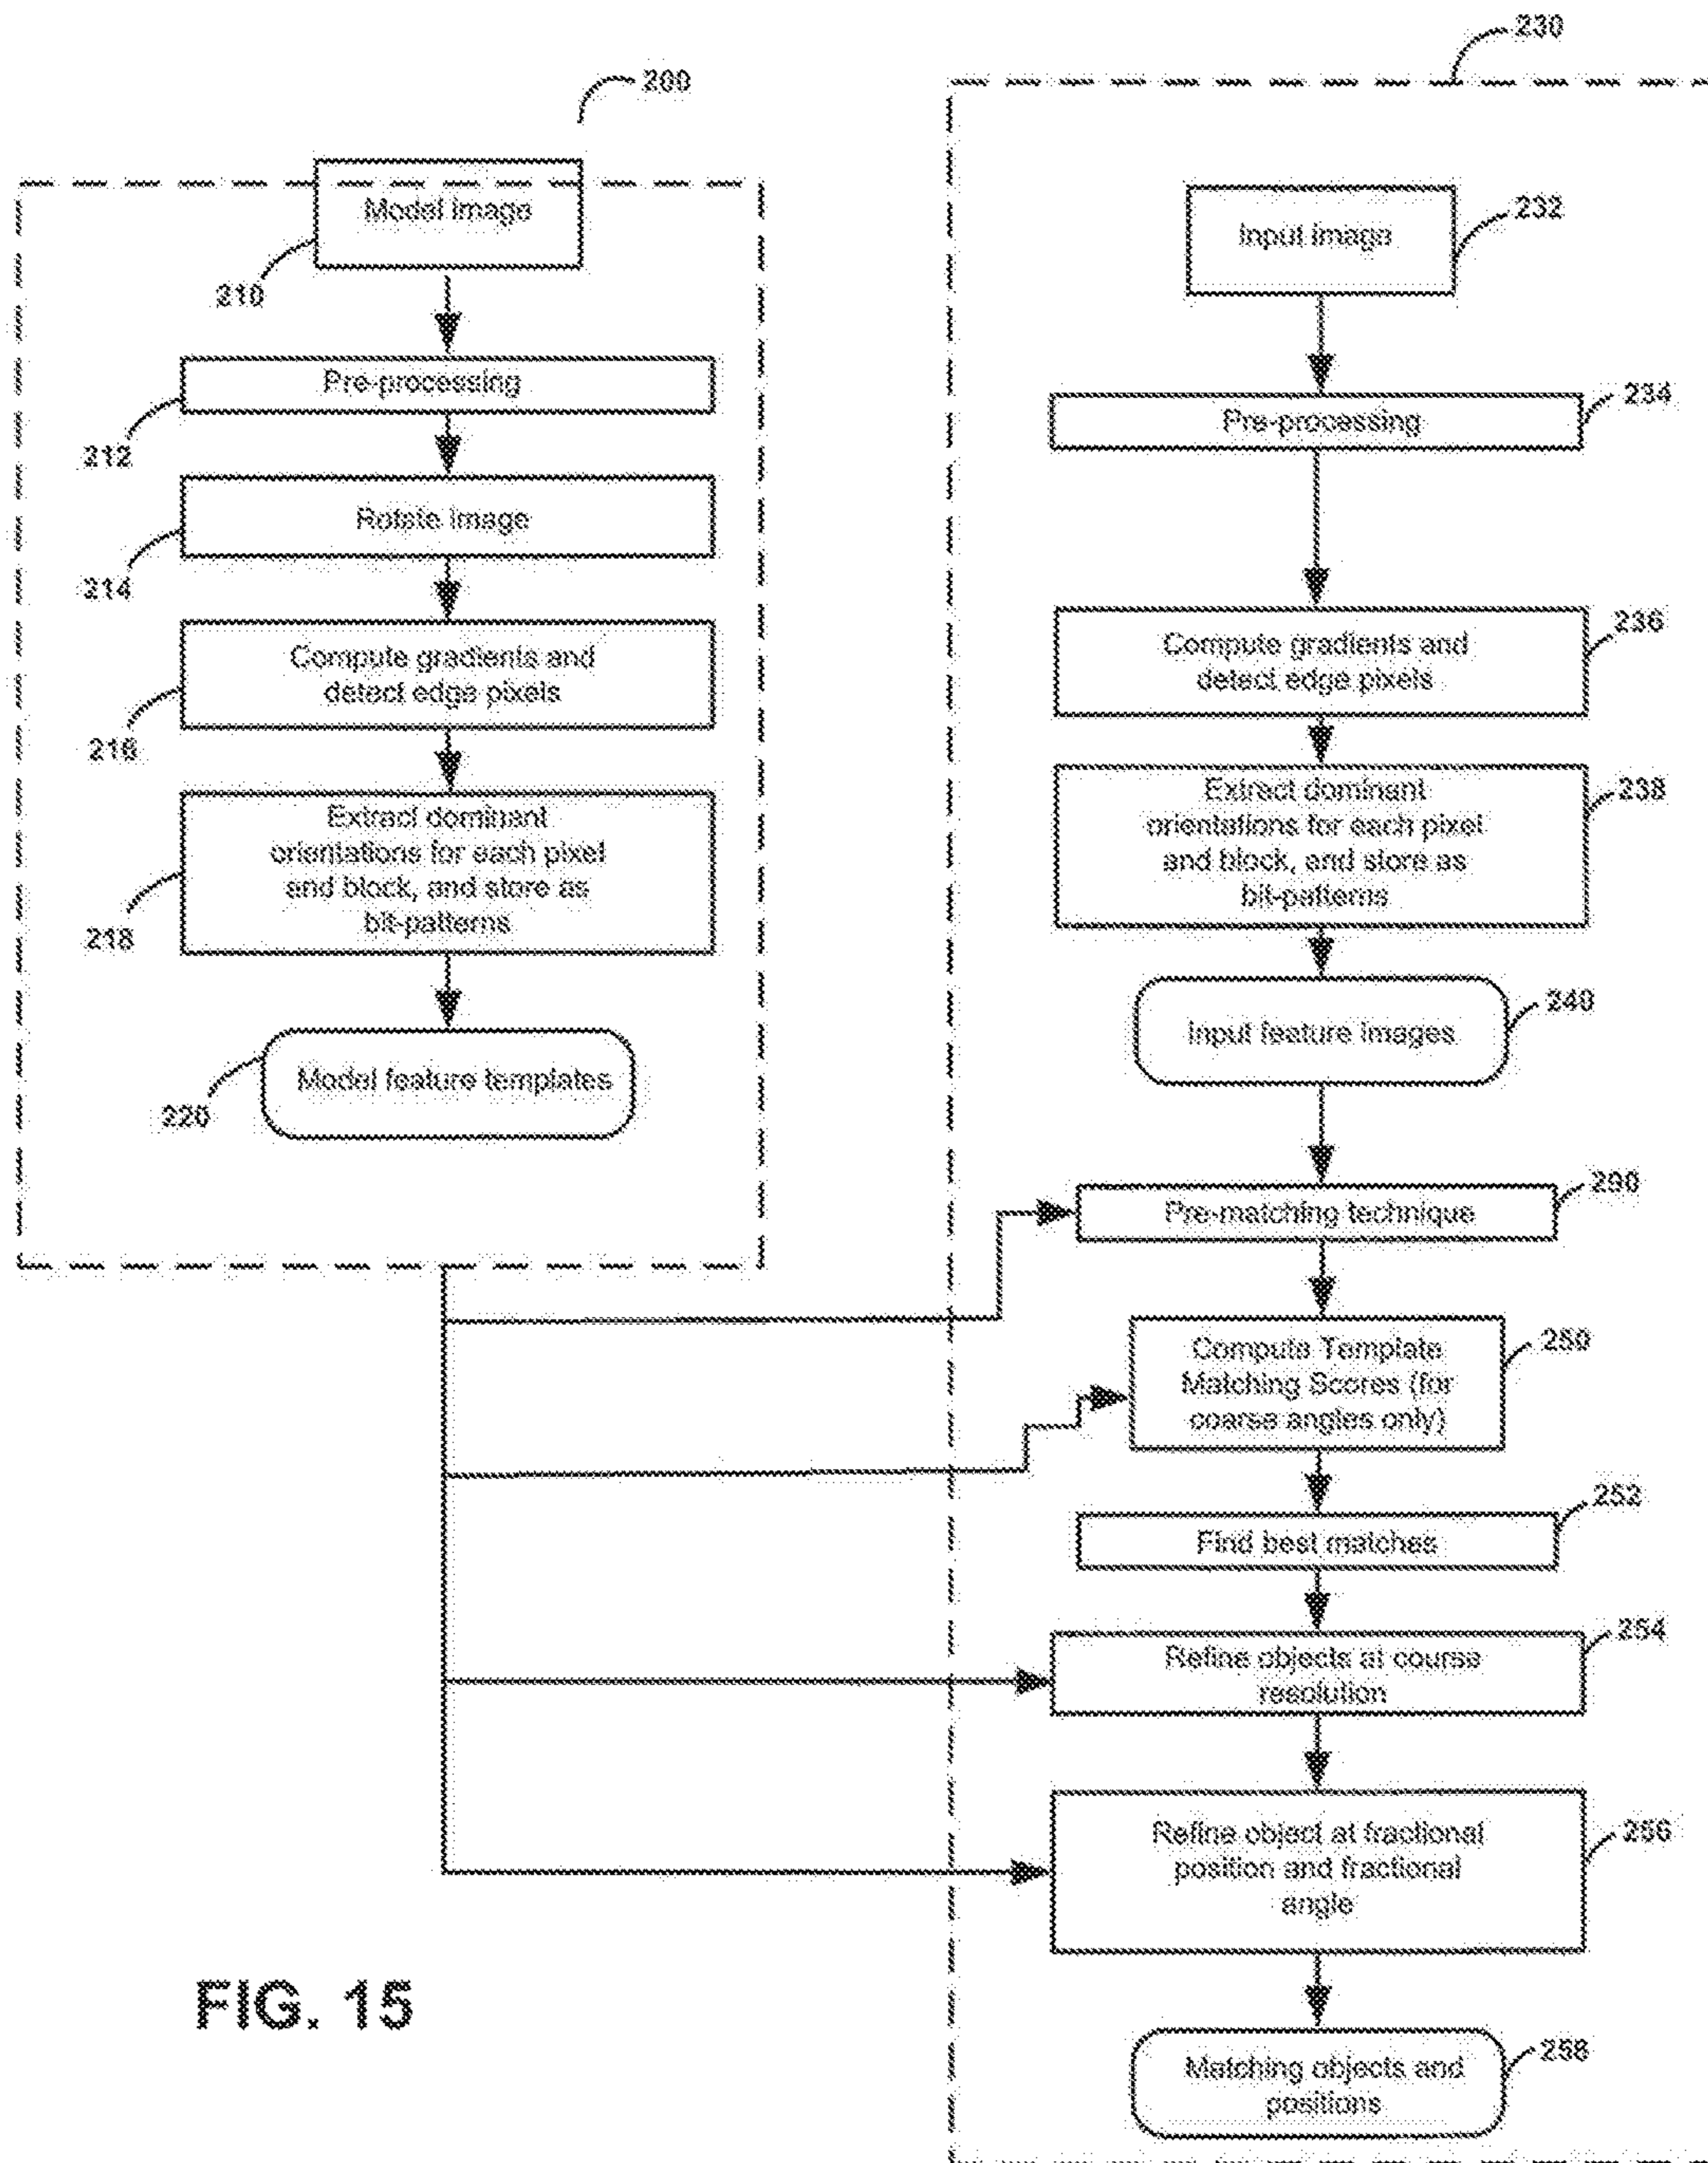 200
Model image
210
Pre-processing
212
Rotate image
214
Compute gradients and
detect edge pixels
216
Extract dominant
orientations for each pixel
and block, and store as
bit-patterns
218
Model feature templates
220
230
Input image
232
Pre-processing
234
Compute gradients and
detect edge pixels
236
Extract dominant
orientations for each pixel
and block, and store as
bit-patterns
238
Input feature images
240
Pre-matching technique
290
Compute Template
Matching Scores (for
coarse angles only)
250
Find best matches
252
Refine objects at course
resolution
254
Refine object at fractional
position and fractional
angle
256
Matching objects and
positions
258
FIG. 15